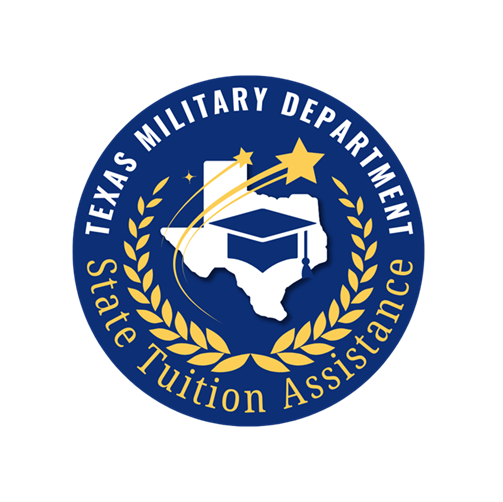 TEXAS MILITARY DEPARTMENT
State Tuition Assistance